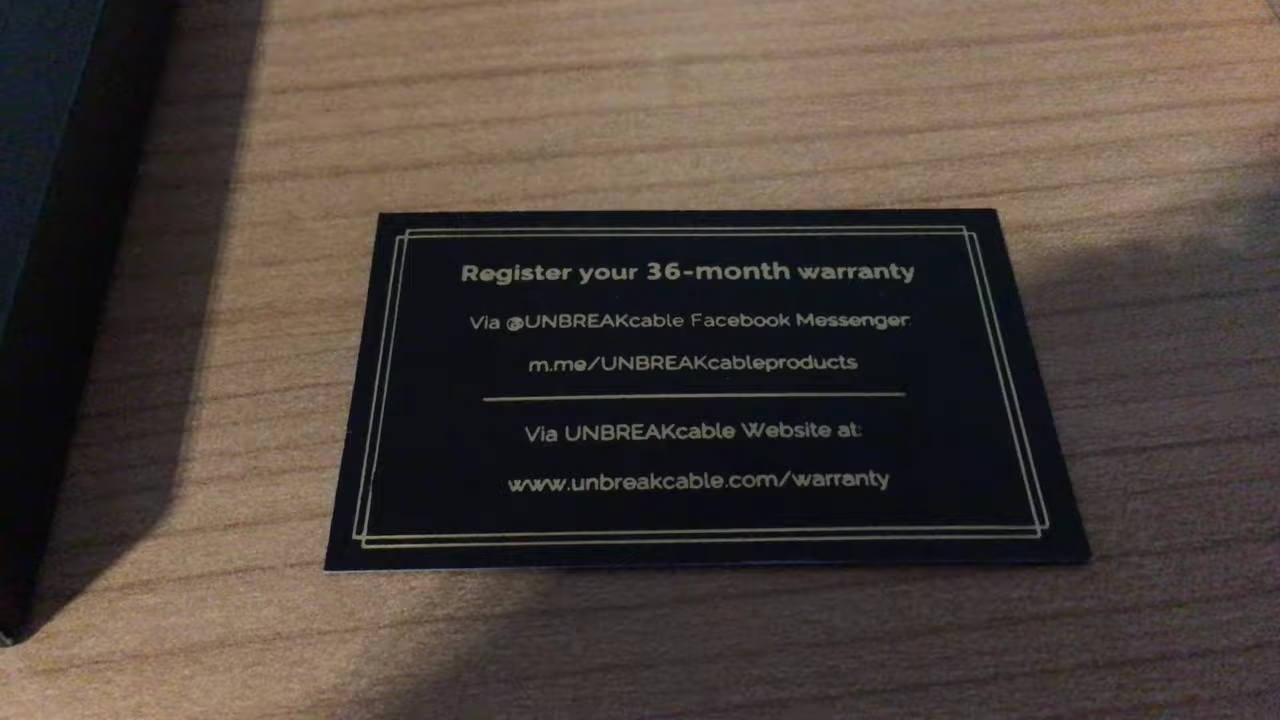 Register your 36-month warranty
Via @UNBREAKcable Facebook Messenger:
m.me/UNBREAKcableproducts
Via UNBREAKcable Website at:
www.unbreakcable.com/warranty